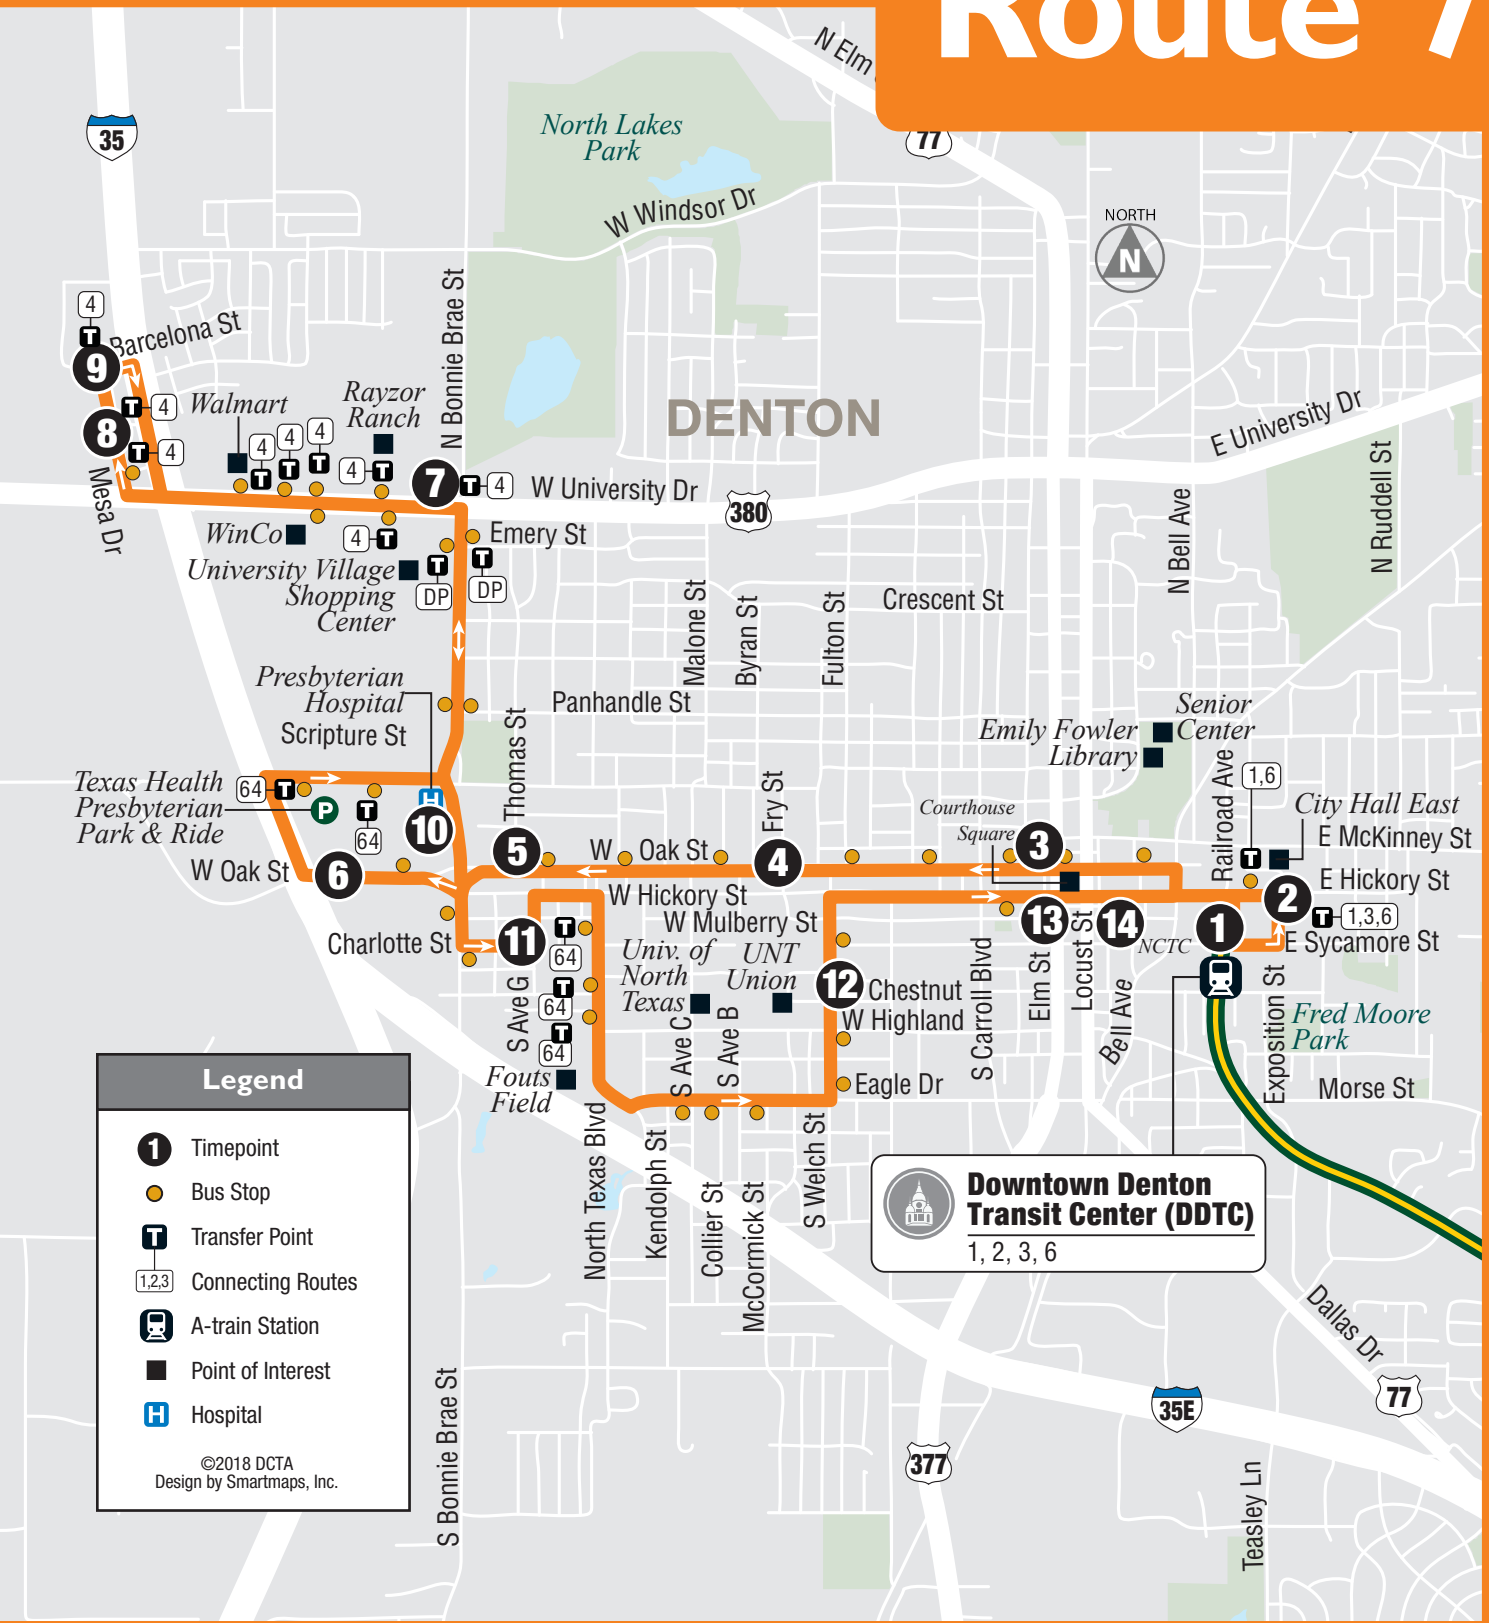 Route 7
N Elm
77
35
North Lakes
Park
W Windsor Dr
NORTH
N
4
T
Barcelona St
9
N Bonnie Brae St
Walmart
Rayzor
Ranch
T 4
8
T 4
4
4
4
T
T
T
4 T
DENTON
E University Dr
Mesa Dr
7
T 4
W University Dr
380
N Bell Ave
N Ruddell St
WinCo
4 T
Emery St
University Village
Shopping
Center
T
DP
T
DP
Malone St
Byran St
Fulton St
Crescent St
Presbyterian
Hospital
Scripture St
Panhandle St
Thomas St
Senior
Center
Emily Fowler
Library
Railroad Ave
Texas Health
Presbyterian
Park & Ride
64 T
P
T
64
H
10
Fry St
Courthouse
Square
1,6
T
City Hall East
E McKinney St
W Oak St
6
5
W Oak St
4
3
E Hickory St
2
T 1,3,6
W Hickory St
W Mulberry St
Charlotte St
11
T
64
Univ. of
North
Texas
UNT
Union
13
14
NCTC
1
E Sycamore St
12
Chestnut
W Highland
S Ave G
T
64
T
64
S Ave C
S Ave B
S Carroll Blvd
Elm St
Locust St
Bell Ave
Exposition St
Fred Moore
Park
Fouts
Field
Eagle Dr
Morse St
North Texas Blvd
Kendolph St
Collier St
McCormick St
S Welch St
Downtown Denton
Transit Center (DDTC)
1, 2, 3, 6
Dallas Dr
77
35E
377
Teasley Ln
S Bonnie Brae St
Legend
1 Timepoint
Bus Stop
T Transfer Point
1,2,3 Connecting Routes
A-train Station
Point of Interest
H Hospital
©2018 DCTA
Design by Smartmaps, Inc.